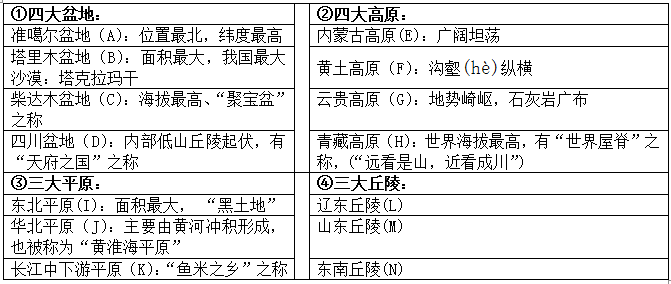 ①四大盆地：
准噶尔盆地（A）：位置最北，纬度最高
塔里木盆地（B）：面积最大，我国最大
沙漠：塔克拉玛干
柴达木盆地（C）：海拔最高、“聚宝盆”
之称
四川盆地（D）：内部低山丘陵起伏，有
“天府之国”之称
②四大高原：
内蒙古高原(E)：广阔坦荡
黄土高原（F）：沟壑(hè)纵横
云贵高原（G）：地势崎岖，石灰岩广布
青藏高原（H）：世界海拔最高，有“世界屋脊”之
称，(“远看是山，近看成川”)
③三大平原：
东北平原(I)：面积最大， “黑土地”
华北平原（J）：主要由黄河冲积形成，
也被称为“黄淮海平原”
长江中下游平原（K）：“鱼米之乡”之称
④三大丘陵：
辽东丘陵(L)
山东丘陵(M)
东南丘陵(N)